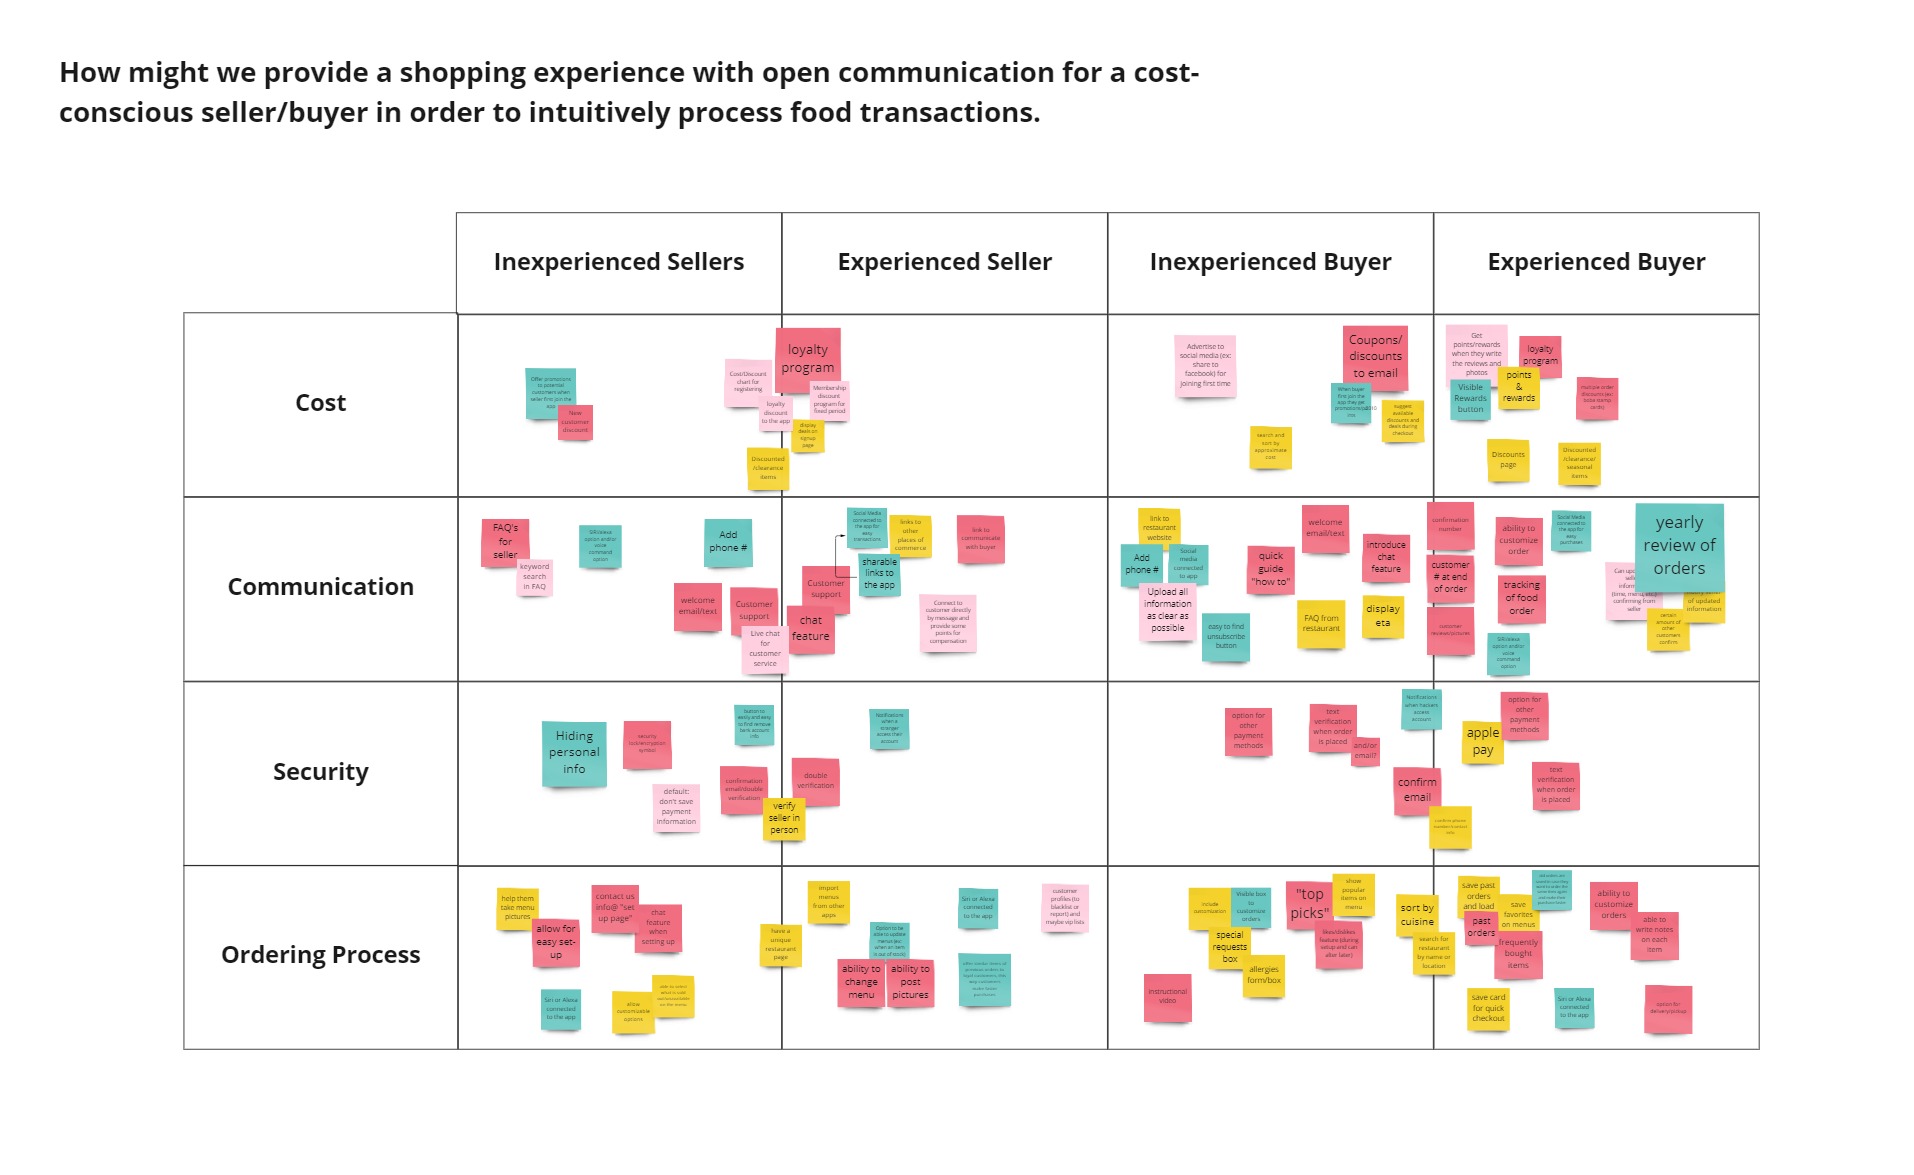 How might we provide a shopping experience with open communication for a cost-
conscious seller/buyer in order to intuitively process food transactions.
Inexperienced Sellers
Experienced Seller
Inexperienced Buyer
Experienced Buyer
Cost
Offer promotions
to potential
customers when
seller first join the
New
customer
discount
Cost/Discount
chart for
registering
loyalty
program
loyalty
discount
to the app
Membership
discount
program for
fixed period
display
deals on
signup
page
Discounted
/clearance
items
Advertise to
social media (ex:
share to
facebook) for
joining first time
Coupons/
discounts
to email
When buyer
first join the
app they get
suggest
available
discounts and
deals during
checkout
search and
sort by
approximate
cost
Get
points/rewards
when they write
the reviews and
photos
loyalty
program
Visible
Rewards
button
points
&
rewards
multiple order
Discounts
page
Discounted
/clearance/
seasonal
items
Communication
FAQ's
for
seller
keyword
search
in FAQ
option and/or
voice
command
option
Add
phone #
welcome
email/text
Customer
support
Live chat
for
customer
service
Social Media
connected to
the app for
easy
transactions
links to
other
places of
commerce
sharable
links to
the app
link to
communicate
with buyer
Customer
support
chat
feature
Connect to
customer directly
by message and
provide some
points for
compensation
link to
restaurant
website
Add
phone #
Social
media
connected
to app
Upload all
information
as clear as
possible
easy to find
unsubscribe
button
quick
guide
"how to"
welcome
email/text
introduce
chat
feature
FAQ from
restaurant
display
eta
confirmation
number
customer
# at end
of order
customer
reviews/pictures
ability to
customize
order
Social Media
connected to
the app for
easy
purchases
tracking
of food
order
option and/or
voice
command
option
yearly
review of
orders
(time, menu, etc)
confirming from
seller
of updated
information
certain
amount of
other
customers
confirm
Security
Hiding
personal
info
security
lock/encryption
symbol
default:
don't save
payment
information
button to
easily and easy
to find remove
bank account
info
confirmation
email/double
verification
verify
seller in
person
double
verification
Notifications
when a
stranger
access their
account
option for
other
payment
methods
text
verification
when order
is placed
and/or
email?
Notifications
when hackers
access
account
confirm
email
apple
pay
option for
other
payment
methods
text
verification
when order
is placed
Ordering Process
help them
take menu
pictures
allow for
easy set-
up
contact us
info@ "set
up page"
chat
feature
when
setting up
Siri or Alexa
connected
to the app
allow
customizable
options
have a
unique
restaurant
page
import
menus
from other
apps
Option to be
able to update
menus (ex:
when an item
is out of stock)
ability to
change
menu
ability to
post
pictures
Siri or Alexa
connected
to the app
customer
profiles (to
blacklist or
report) and
maybe vip lists
include
customization
Visible box
to
customize
orders
special
requests
box
allergies
form/box
instructional
video
"top
picks"
show
popular
items on
menu
likes/dislikes
feature (during
setup and can
alter later)
sort by
cuisine
search for
restaurant
by name or
location
save past
orders
and load
past
orders
save
favorites
on menus
frequently
bought
items
ability to
customize
orders
able to
write notes
on each
item
save card
for quick
checkout
Siri or Alexa
connected
to the app
option for
delivery/pickup